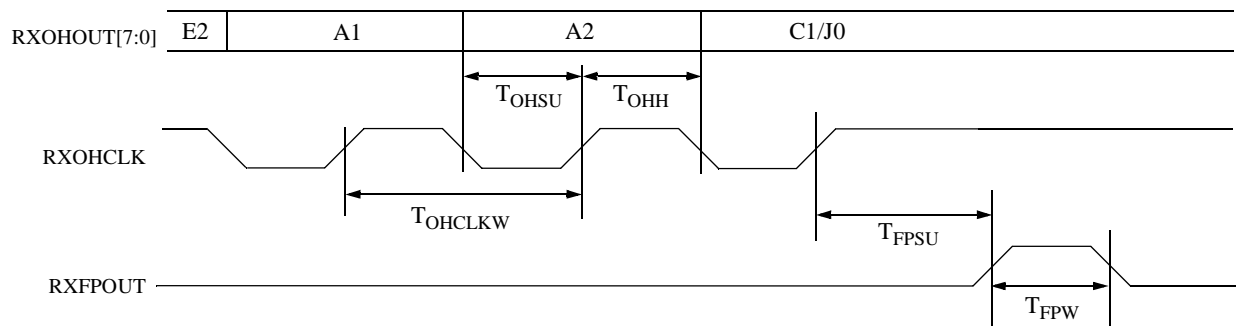 RXOHOUT[7:0] E2 A1 A2 C1/J0
TOHSU TOHH
RXOHCLK
TOHCLKW
TFPSU
RXFPOUT
TFPW